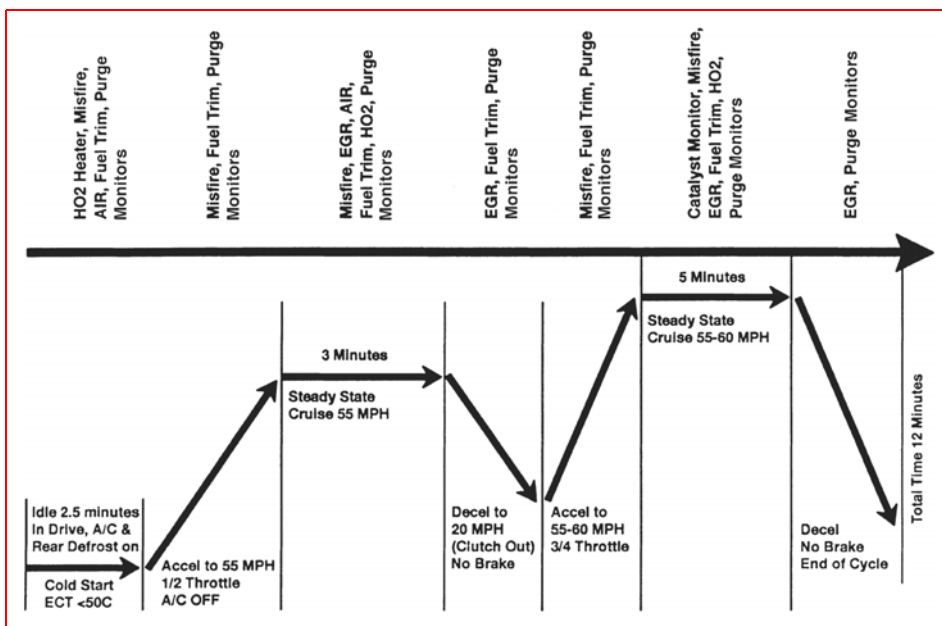 HO2 Heater, Misfire,
AIR, Fuel Trim, Purge
Monitors
Misfire, Fuel Trim, Purge
Monitors
Misfire, EGR, AIR,
Fuel Trim, HO2, Purge
Monitors
EGR, Fuel Trim, Purge
Monitors
Misfire, Fuel Trim, Purge
Monitors
Catalyst Monitor, Misfire,
EGR, Fuel Trim, HO2,
Purge Monitors
EGR, Purge Monitors
Idle 2.5 minutes
In Drive, A/C &
Rear Defrost on
Cold Start
ECT <50C
Accel to 55 MPH
1/2 Throttle
A/C OFF
3 Minutes
Steady State
Cruise 55 MPH
Decel to
20 MPH
(Clutch Out)
No Brake
Accel to
55-60 MPH
3/4 Throttle
5 Minutes
Steady State
Cruise 55-60 MPH
Decel
No Brake
End of Cycle
Total Time 12 Minutes